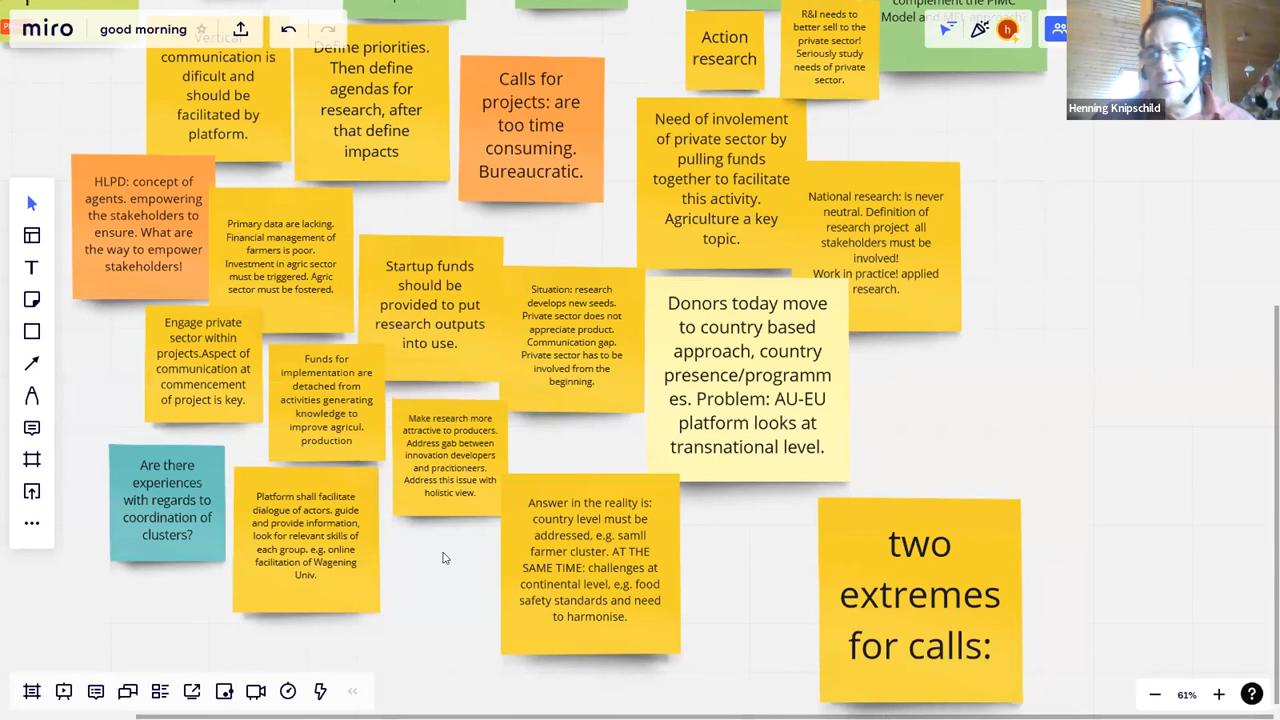 miro
good morning
complement the PIMC
Model and MEL approach?
Henning Knipschild
Vertical
communication is
dificult and
should be
facilitated by
platform.
Define priorities.
Then define
agendas for
research, after
that define
impacts
Calls for
projects: are
too time
consuming.
Bureaucratic.
Action
research
R&I needs to
better sell to the
private sector!
Seriously study
needs of private
sector.
Need of involement
of private sector by
pulling funds
together to facilitate
this activity.
Agriculture a key
topic.
National research: is never
neutral. Definition of
research project all
stakeholders must be
involved!
Work in practice! applied
research.
HLPD: concept of
agents. empowering
the stakeholders to
ensure. What are
the way to empower
stakeholders!
Primary data are lacking.
Financial management of
farmers is poor.
Investment in agric sector
must be triggered. Agric
sector must be fostered.
Startup funds
should be
provided to put
research outputs
into use.
Situation: research
develops new seeds.
Private sector does not
appreciate product.
Communication gap.
Private sector has to be
involved from the
beginning.
Donors today move
to country based
approach, country
presence/programm
es. Problem: AU-EU
platform looks at
transnational level.
Engage private
sector within
projects.Aspect of
communication at
commencement
of project is key.
Funds for
implementation are
detached from
activities generating
knowledge to
improve agricul.
production
Make research more
attractive to producers.
Address gab between
innovation developers
and pracitioneers.
Address this issue with
holistic view.
Are there
experiences
with regards to
coordination of
clusters?
Platform shall facilitate
dialogue of actors. guide
and provide information,
look for relevant skills of
each group. e.g. online
facilitation of Wagening
Univ.
Answer in the reality is:
country level must be
addressed, e.g. samll
farmer cluster. AT THE
SAME TIME: challenges at
continental level, e,g. food
safety standards and need
to harmonise.
two
extremes
for calls:
61%